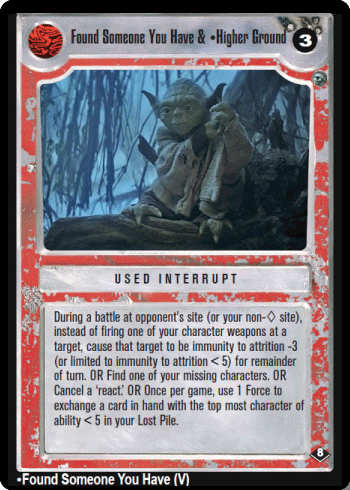 Found Someone You Have & •Higher Ground 3
USED INTERRUPT
During a battle at opponent's site (or your non-◇ site),
instead of firing one of your character weapons at a
target, cause that target to be immunity to attrition -3
(or limited to immunity to attrition < 5) for remainder
of turn. OR Find one of your missing characters. OR
Cancel a 'react.' OR Once per game, use 1 Force to
exchange a card in hand with the top most character of
ability < 5 in your Lost Pile.
8
•Found Someone You Have (V)